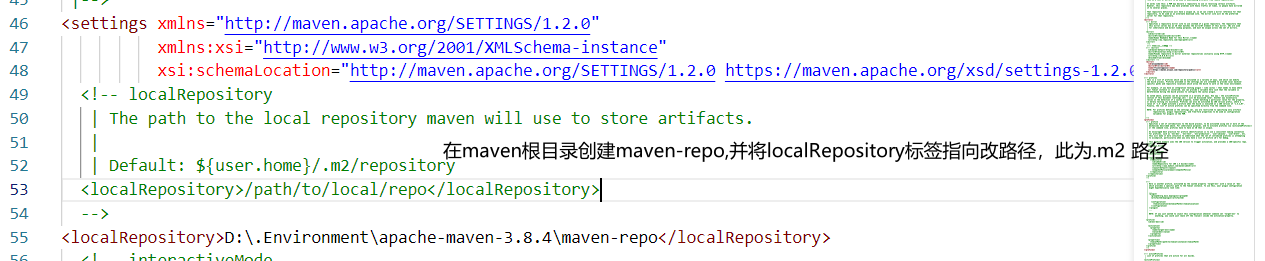 46 <settings xmlns="http://maven.apache.org/SETTINGS/1.2.0"
47 xmlns:xsi="http://www.w3.org/2001/XMLSchema-instance"
48 xsi:schemaLocation="http://maven.apache.org/SETTINGS/1.2.0 https://maven.apache.org/xsd/settings-1.2.0
49 <!-- localRepository
50 | The path to the local repository maven will use to store artifacts.
51 |
在maven根目录创建maven-repo,并将localRepository标签指向改路径，此为.m2 路径
52 | Default: ${user.home}/.m2/repository
53 <localRepository>/path/to/local/repo</localRepository>
54 -->
55 <localRepository>D:\.Environment\apache-maven-3.8.4\maven-repo</localRepository>
56 <!-- interactiveMode